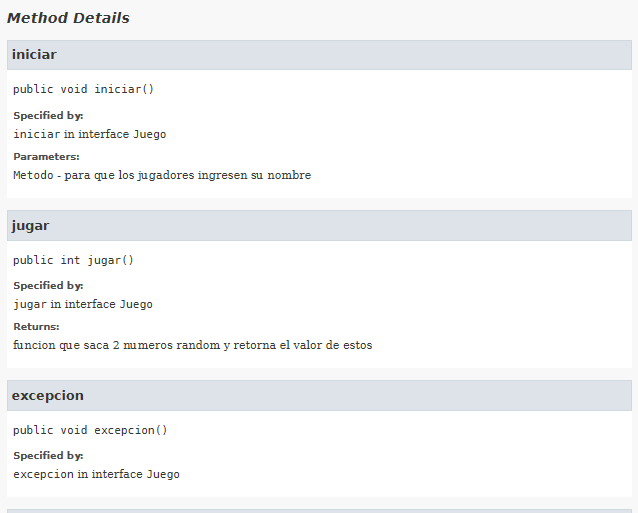 Method Details
iniciar
public void iniciar()
Specified by:
iniciar in interface Juego
Parameters:
Metodo - para que los jugadores ingresen su nombre
jugar
public int jugar()
Specified by:
jugar in interface Juego
Returns:
funcion que saca 2 numeros random y retorna el valor de estos
excepcion
public void excepcion()
Specified by:
excepcion in interface Juego